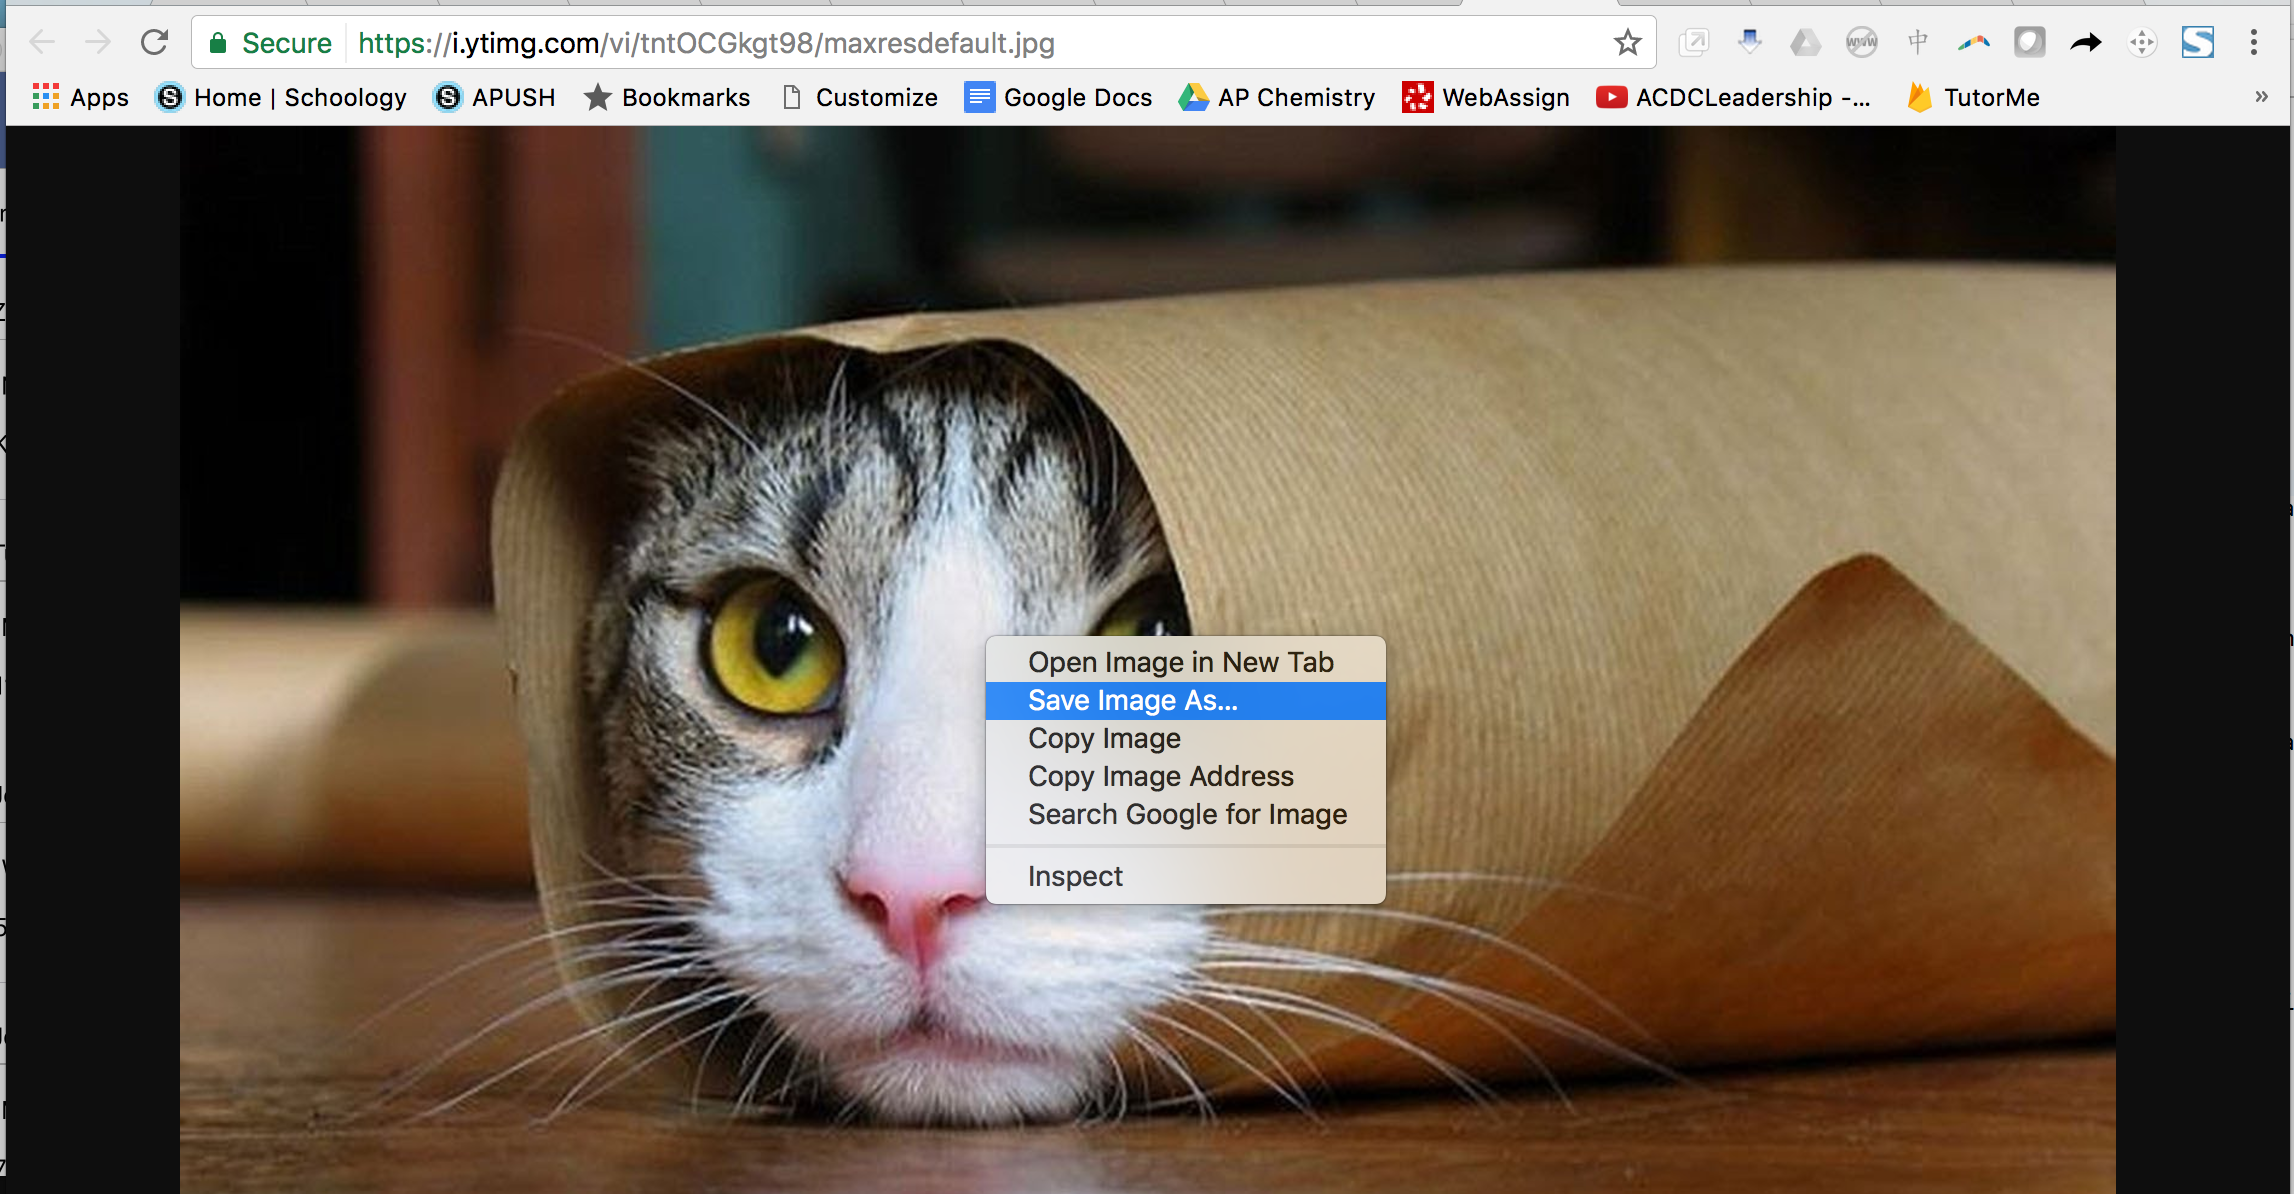 Secure https://i.ytimg.com/vi/tntOCGkgt98/maxresdefault.jpg
Apps Home | Schoology APUSH Bookmarks Customize Google Docs AP Chemistry WebAssign ACDCLeadership -... TutorMe »
Open Image in New Tab
Save Image As...
Copy Image
Copy Image Address
Search Google for Image
Inspect